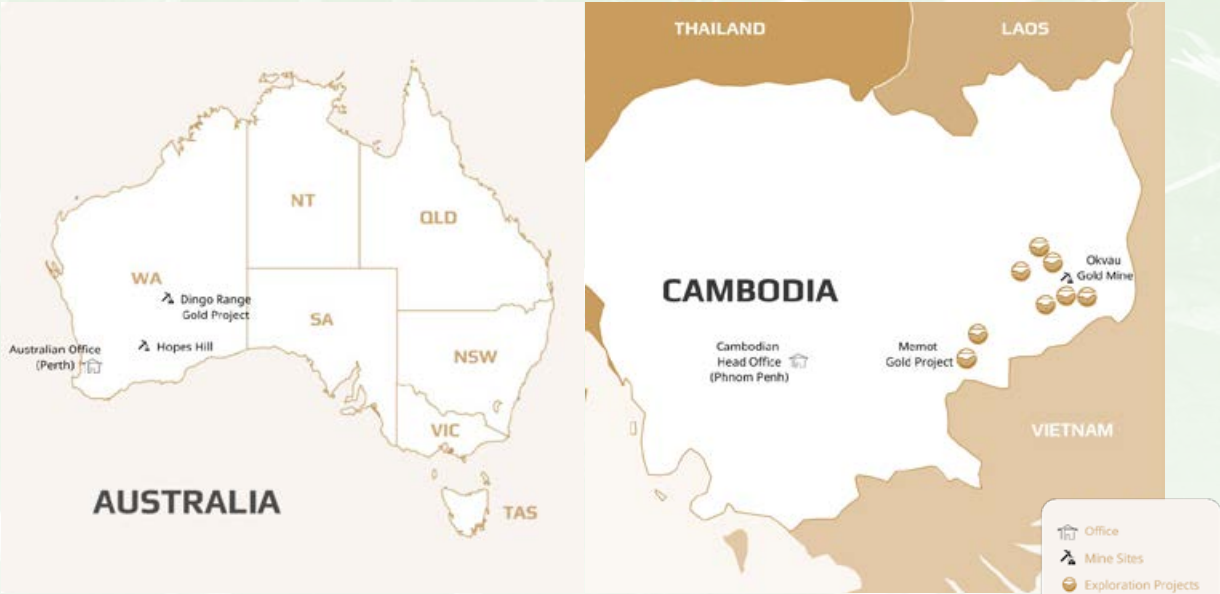 NT
QLD
WA
Dingo Range
Gold Project
SA
Hopes Hill
Australian Office
(Perth)
NSW
VIC
AUSTRALIA
TAS
THAILAND
LAOS
Okvau
Gold Mine
CAMBODIA
Cambodian
Head Office
(Phnom Penh)
Memot
Gold Project
VIETNAM
Office
Mine Sites
Exploration Projects